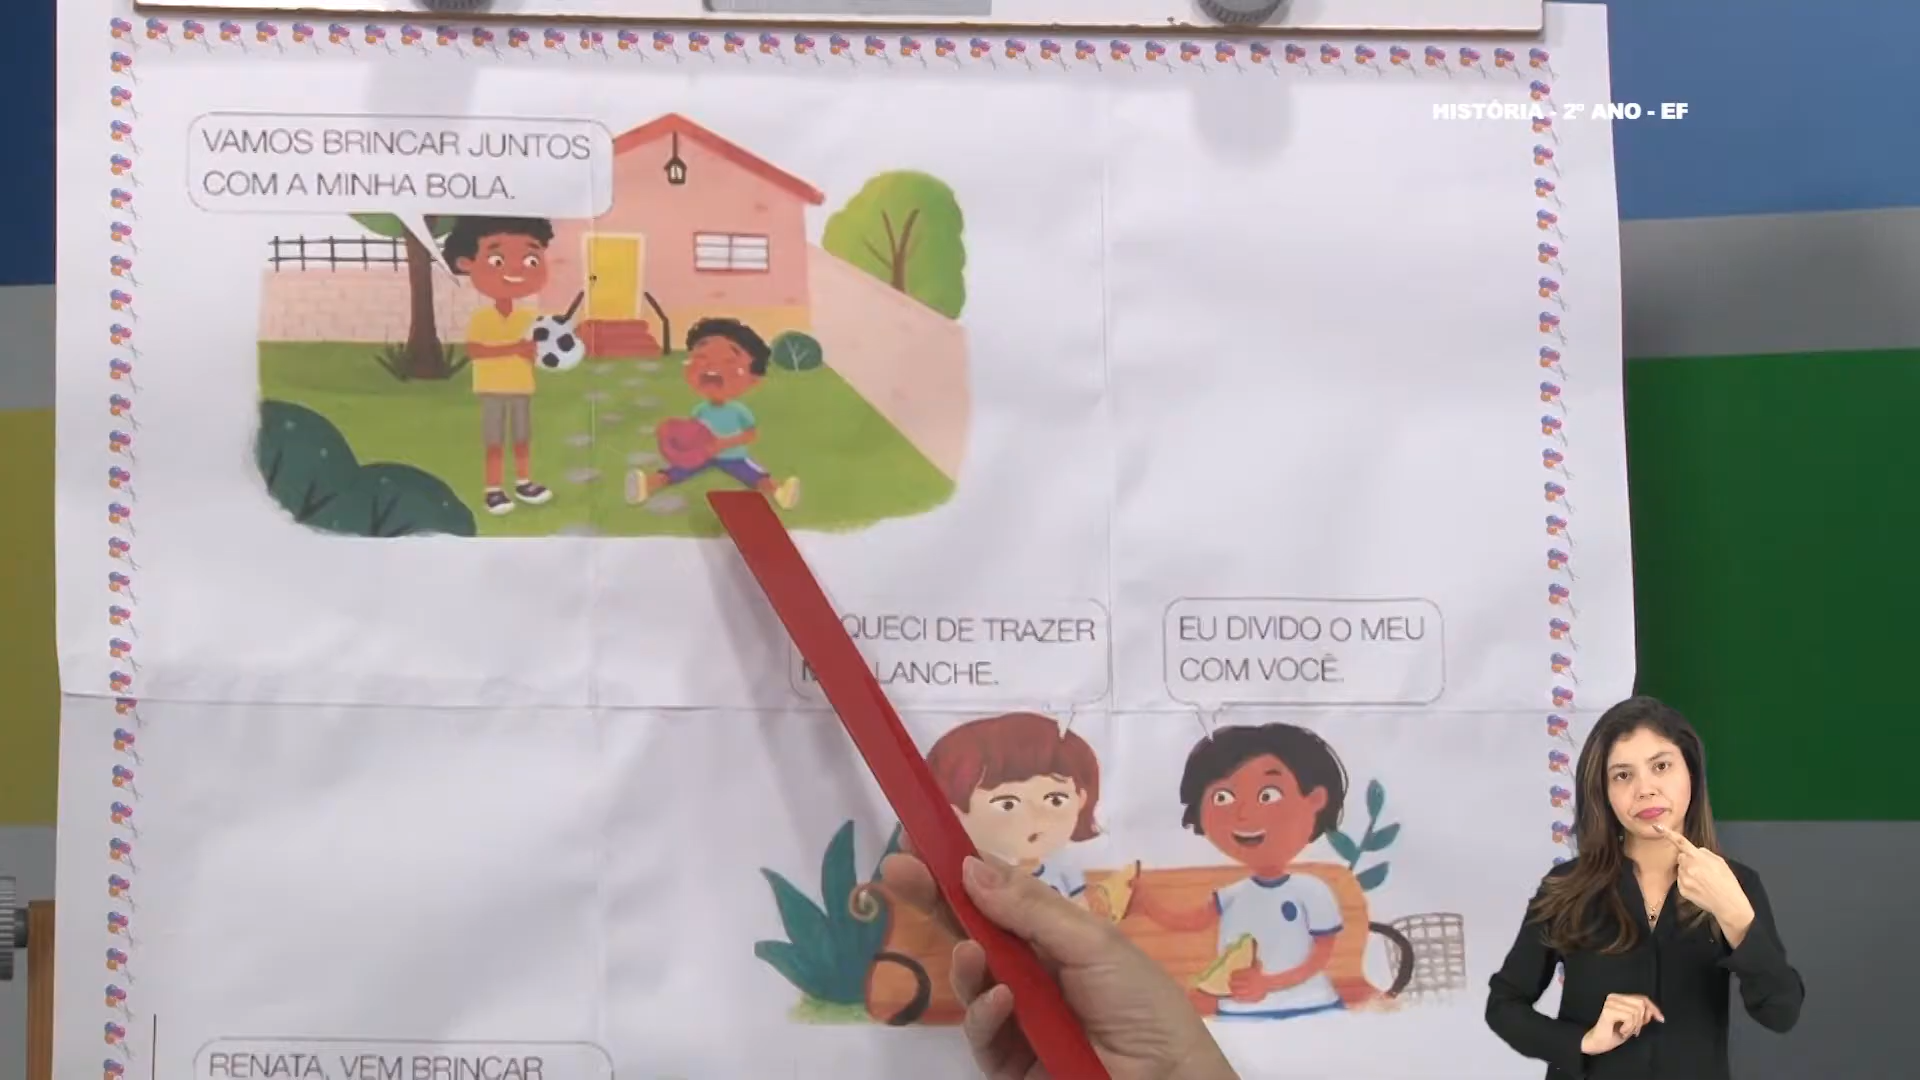 HISTÓRIA - 2º ANO - EF
VAMOS BRINCAR JUNTOS
COM A MINHA BOLA.
DE TRAZER
LANCHE.
EU DIVIDO O MEU
COM VOCÊ.
RENATA, VEM BRINCAR